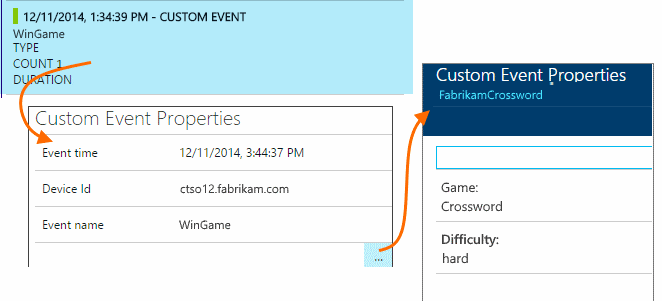 12/11/2014, 1:34:39 PM - CUSTOM EVENT
WinGame
TYPE
COUNT 1
DURATION
Custom Event Properties
Event time 12/11/2014, 3:44:37 PM
Device Id ctso12.fabrikam.com
Event name WinGame
...
Custom Event Properties
FabrikamCrossword
Game:
Crossword
Difficulty:
hard